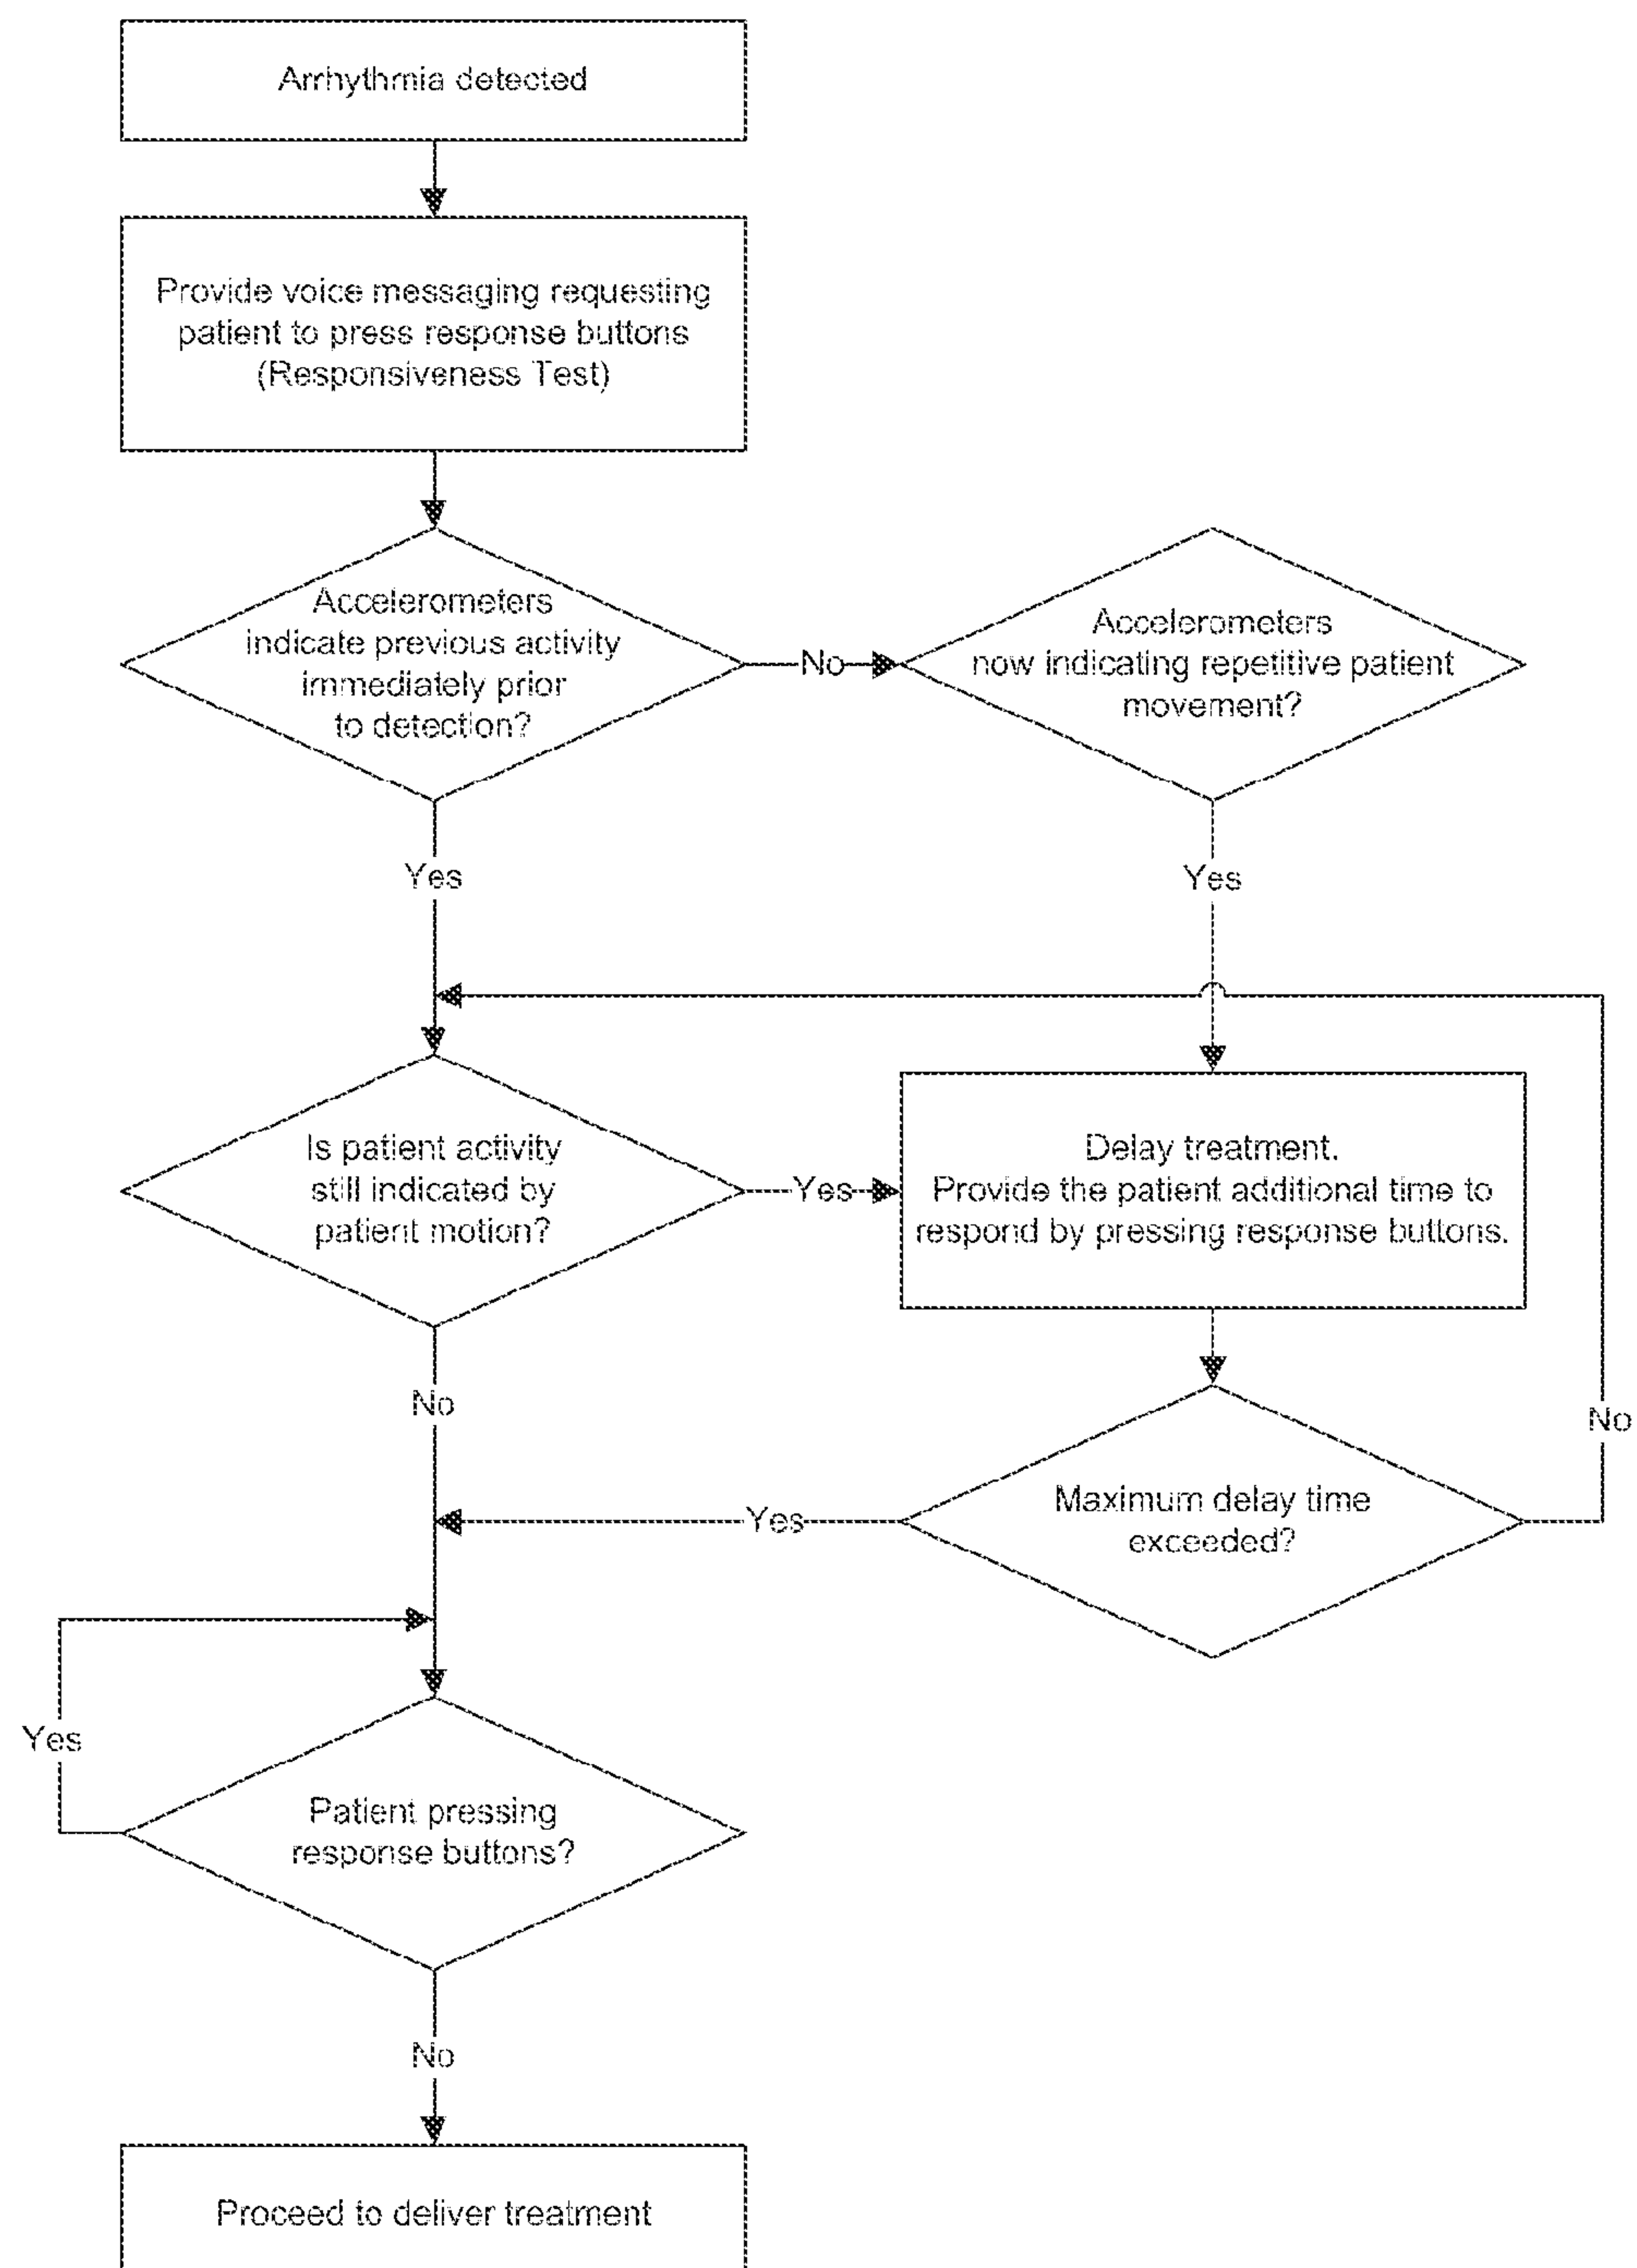 Arrhythmia detected
Provide voice messaging requesting
patient to press response buttons
(Responsiveness Test)
Accelerometers
indicate previous activity
immediately prior
to detection?
No
Accelerometers
now indicating repetitive patient
movement?
Yes
Yes
Is patient activity
still indicated by
patient motion?
Yes
Delay treatment.
Provide the patient additional time to
respond by pressing response buttons.
No
No
Maximum delay time
exceeded?
Yes
Yes
Patient pressing
response buttons?
No
Proceed to deliver treatment